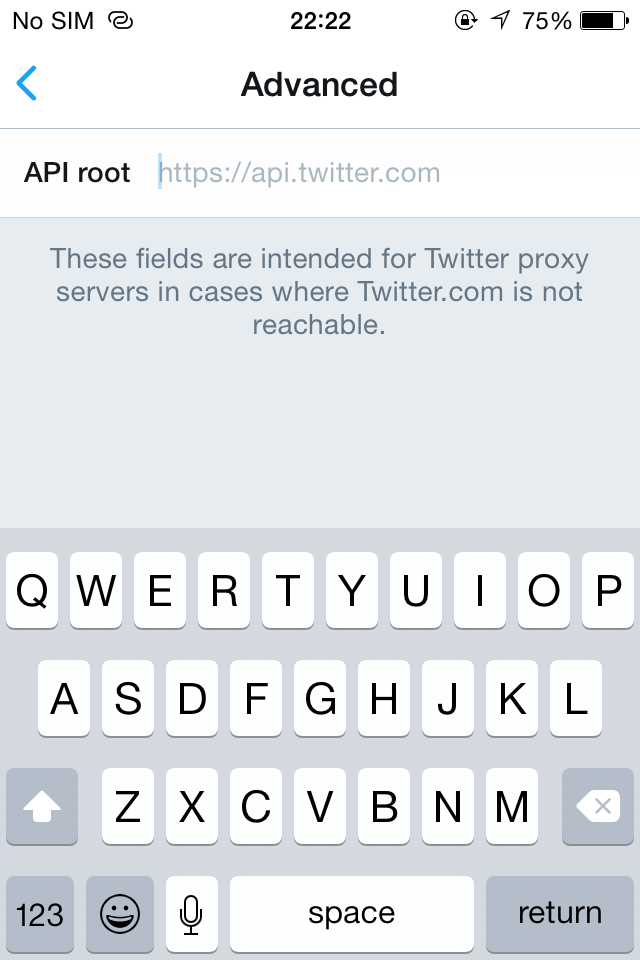 No SIM 22:22 75%
Advanced
API root https://api.twitter.com
These fields are intended for Twitter proxy
servers in cases where Twitter.com is not
reachable.
Q W E R T Y U I O P
A S D F G H J K L
Z X C V B N M
123 space return